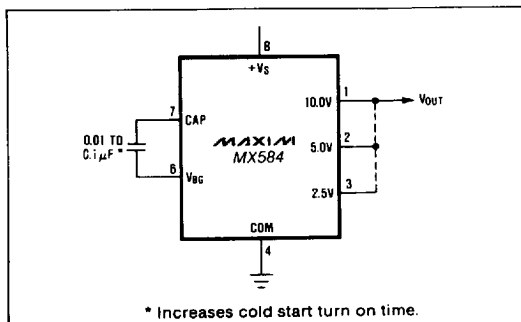 8
+VS
7
CAP
0.01 TO
0.1µF *
6
VBG
MAXIM
MX584
10.0V
1
VOUT
5.0V
2
2.5V
3
COM
4
* Increases cold start turn on time.